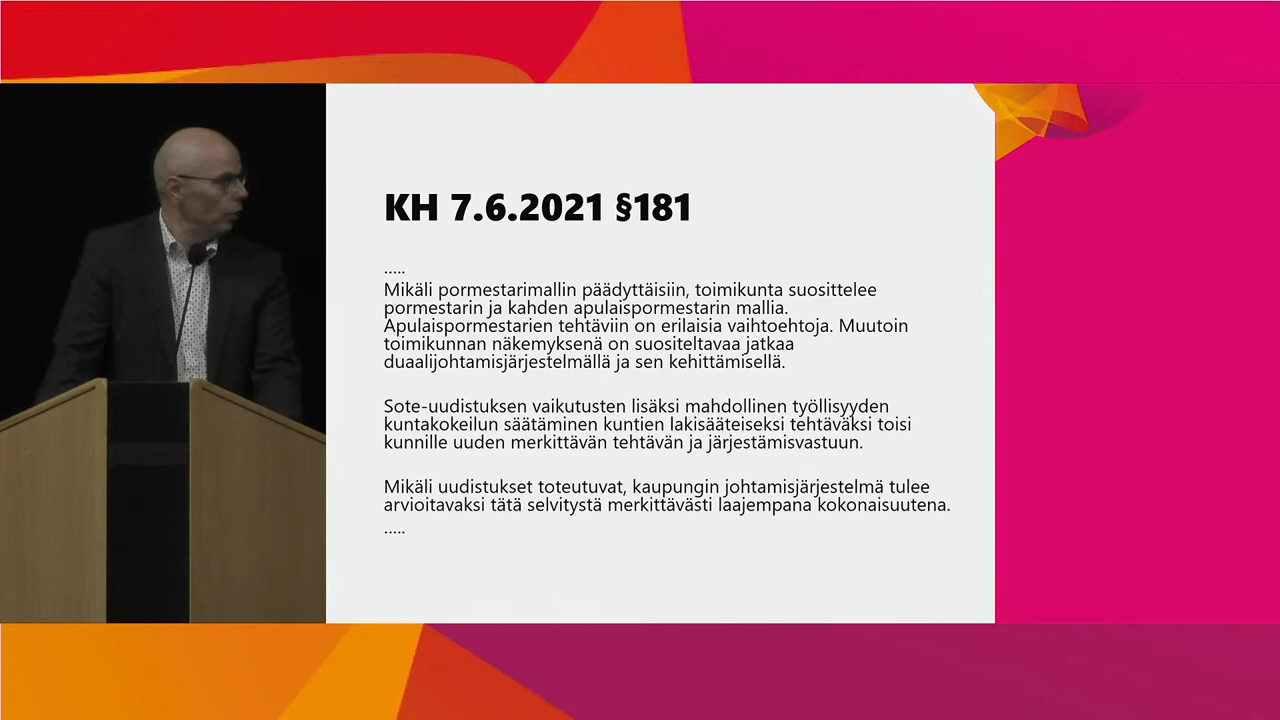 KH 7.6.2021 §181
.....
Mikäli pormestarimallin päädyttäisiin, toimikunta suosittelee
pormestarin ja kahden apulaispormestarin mallia.
Apulaispormestarien tehtäviin on erilaisia vaihtoehtoja. Muutoin
toimikunnan näkemyksenä on suositeltavaa jatkaa
duaalijohtamisjärjestelmällä ja sen kehittämisellä.
Sote-uudistuksen vaikutusten lisäksi mahdollinen työllisyyden
kuntakokeilun säätäminen kuntien lakisääteiseksi tehtäväksi toisi
kunnille uuden merkittävän tehtävän ja järjestämisvastuun.
Mikäli uudistukset toteutuvat, kaupungin johtamisjärjestelmä tulee
arvioitavaksi tätä selvitystä merkittävästi laajempana kokonaisuutena.
.....